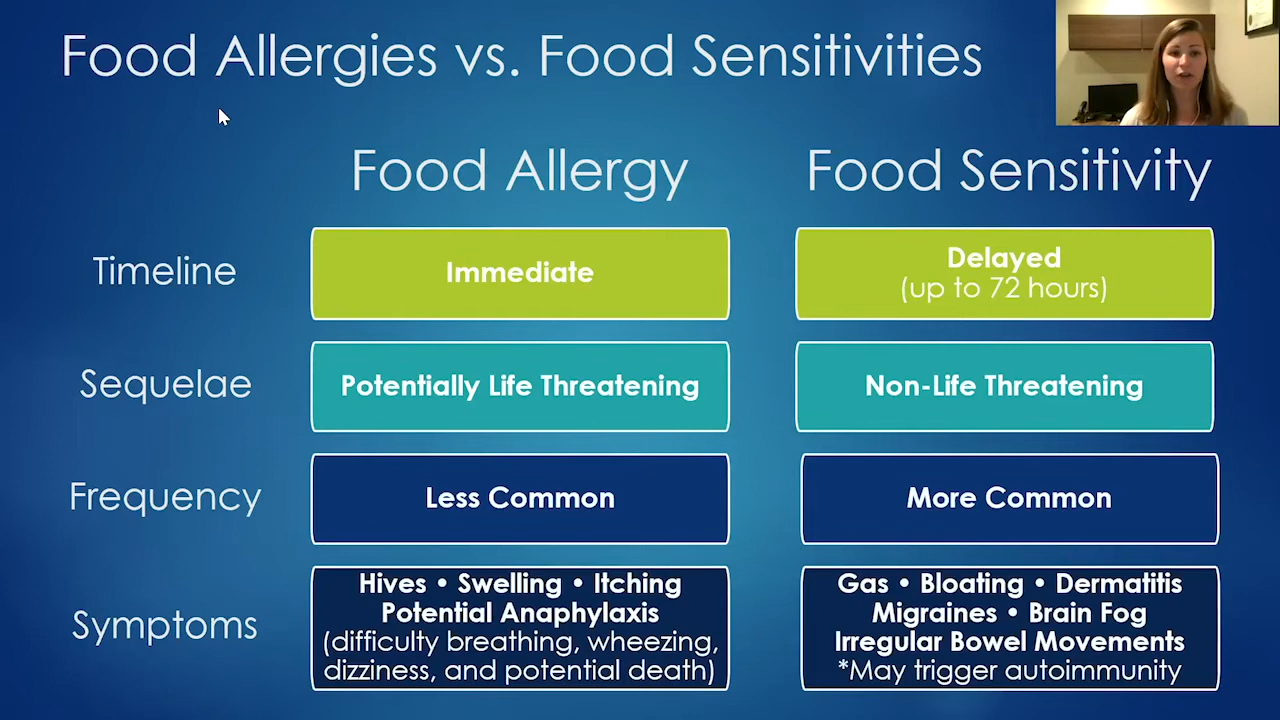 Food Allergies vs. Food Sensitivities
Food Allergy
Food Sensitivity
Timeline
Immediate
Delayed
(up to 72 hours)
Sequelae
Potentially Life Threatening
Non-Life Threatening
Frequency
Less Common
More Common
Symptoms
Hives • Swelling • Itching
Potential Anaphylaxis
(difficulty breathing, wheezing,
dizziness, and potential death)
Gas • Bloating • Dermatitis
Migraines • Brain Fog
Irregular Bowel Movements
*May trigger autoimmunity